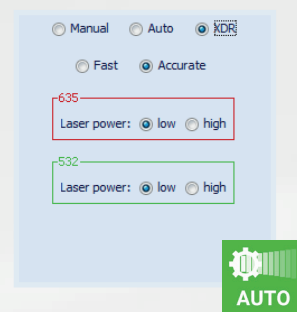 Manual Auto XDR
Fast Accurate
635
Laser power: low high
532
Laser power: low high
AUTO